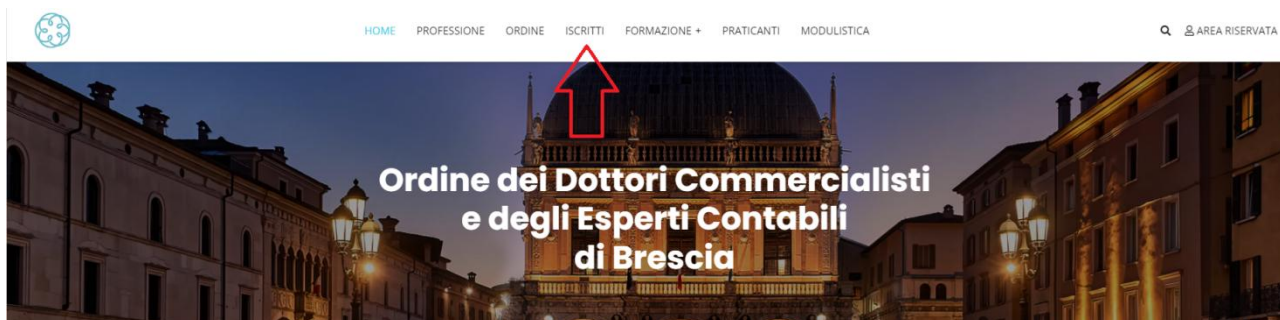 HOME PROFESSIONE ORDINE ISCRITTI FORMAZIONE + PRATICANTI MODULISTICA AREA RISERVATA
Ordine dei Dottori Commercialisti
e degli Esperti Contabili
di Brescia